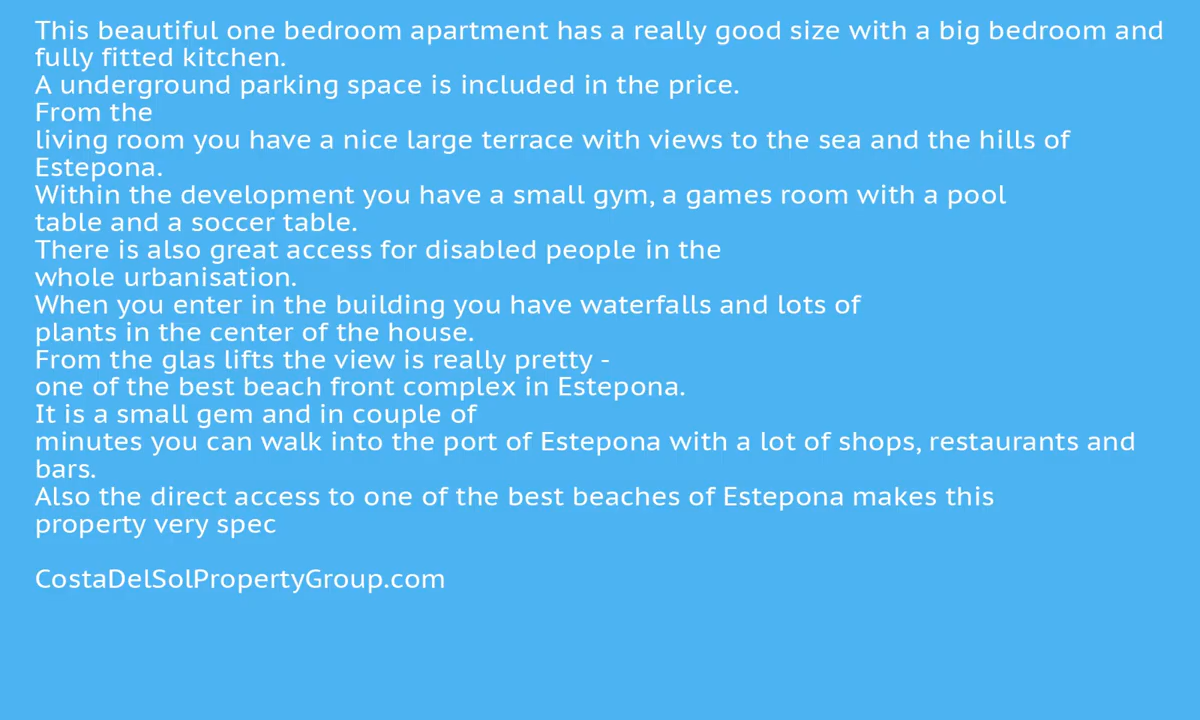 This beautiful one bedroom apartment has a really good size with a big bedroom and
fully fitted kitchen.
A underground parking space is included in the price.
From the
living room you have a nice large terrace with views to the sea and the hills of
Estepona.
Within the development you have a small gym, a games room with a pool
table and a soccer table.
There is also great access for disabled people in the
whole urbanisation.
When you enter in the building you have waterfalls and lots of
plants in the center of the house.
From the glas lifts the view is really pretty -
one of the best beach front complex in Estepona.
It is a small gem and in couple of
minutes you can walk into the port of Estepona with a lot of shops, restaurants and
bars.
Also the direct access to one of the best beaches of Estepona makes this
property very spec
CostaDelSolPropertyGroup.com